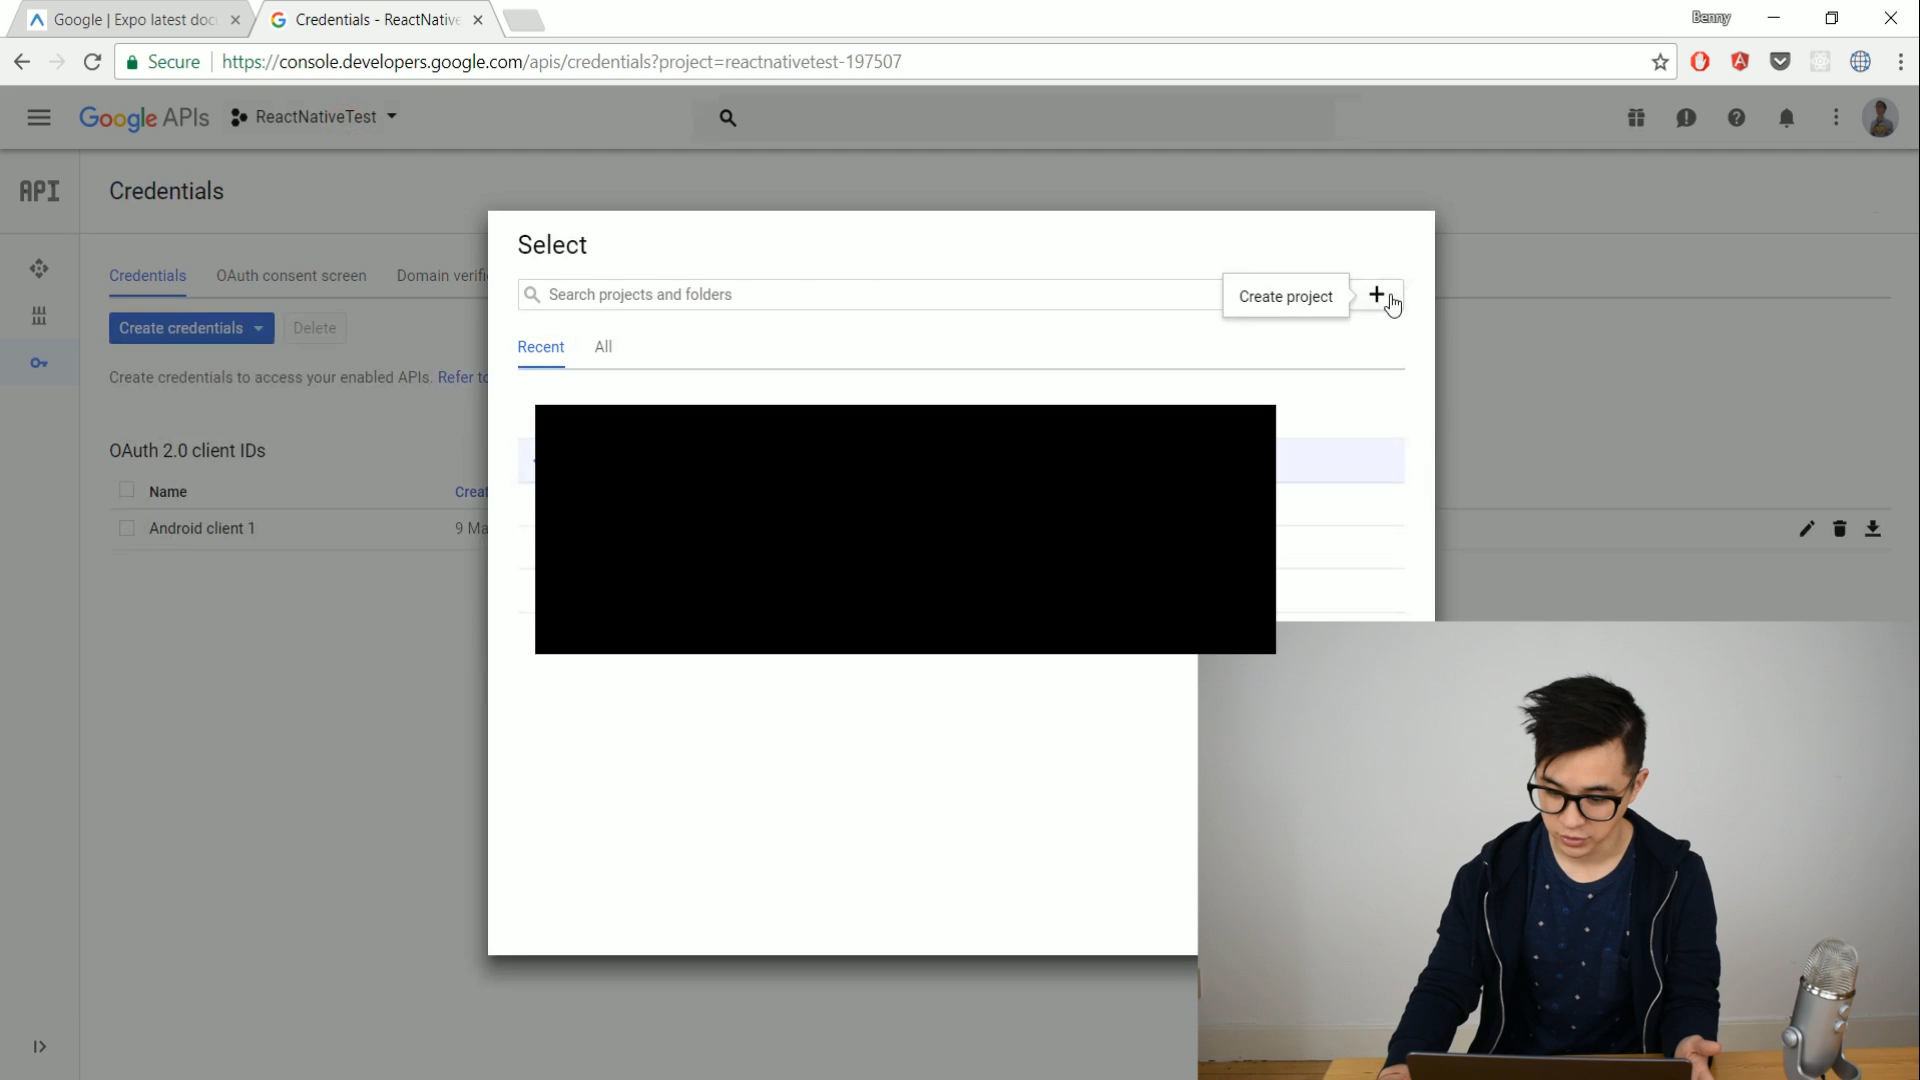 Google | Expo latest doc
Credentials - ReactNative
Benny
Secure
https://console.developers.google.com/apis/credentials?project=reactnativetest-197507
Google APIs
ReactNativeTest
API
Credentials
Select
Search projects and folders
Create project
Credentials
OAuth consent screen
Domain verifi
Create credentials
Delete
Recent
All
Create credentials to access your enabled APIs. Refer to
OAuth 2.0 client IDs
Name
Creat
Android client 1
9 Ma